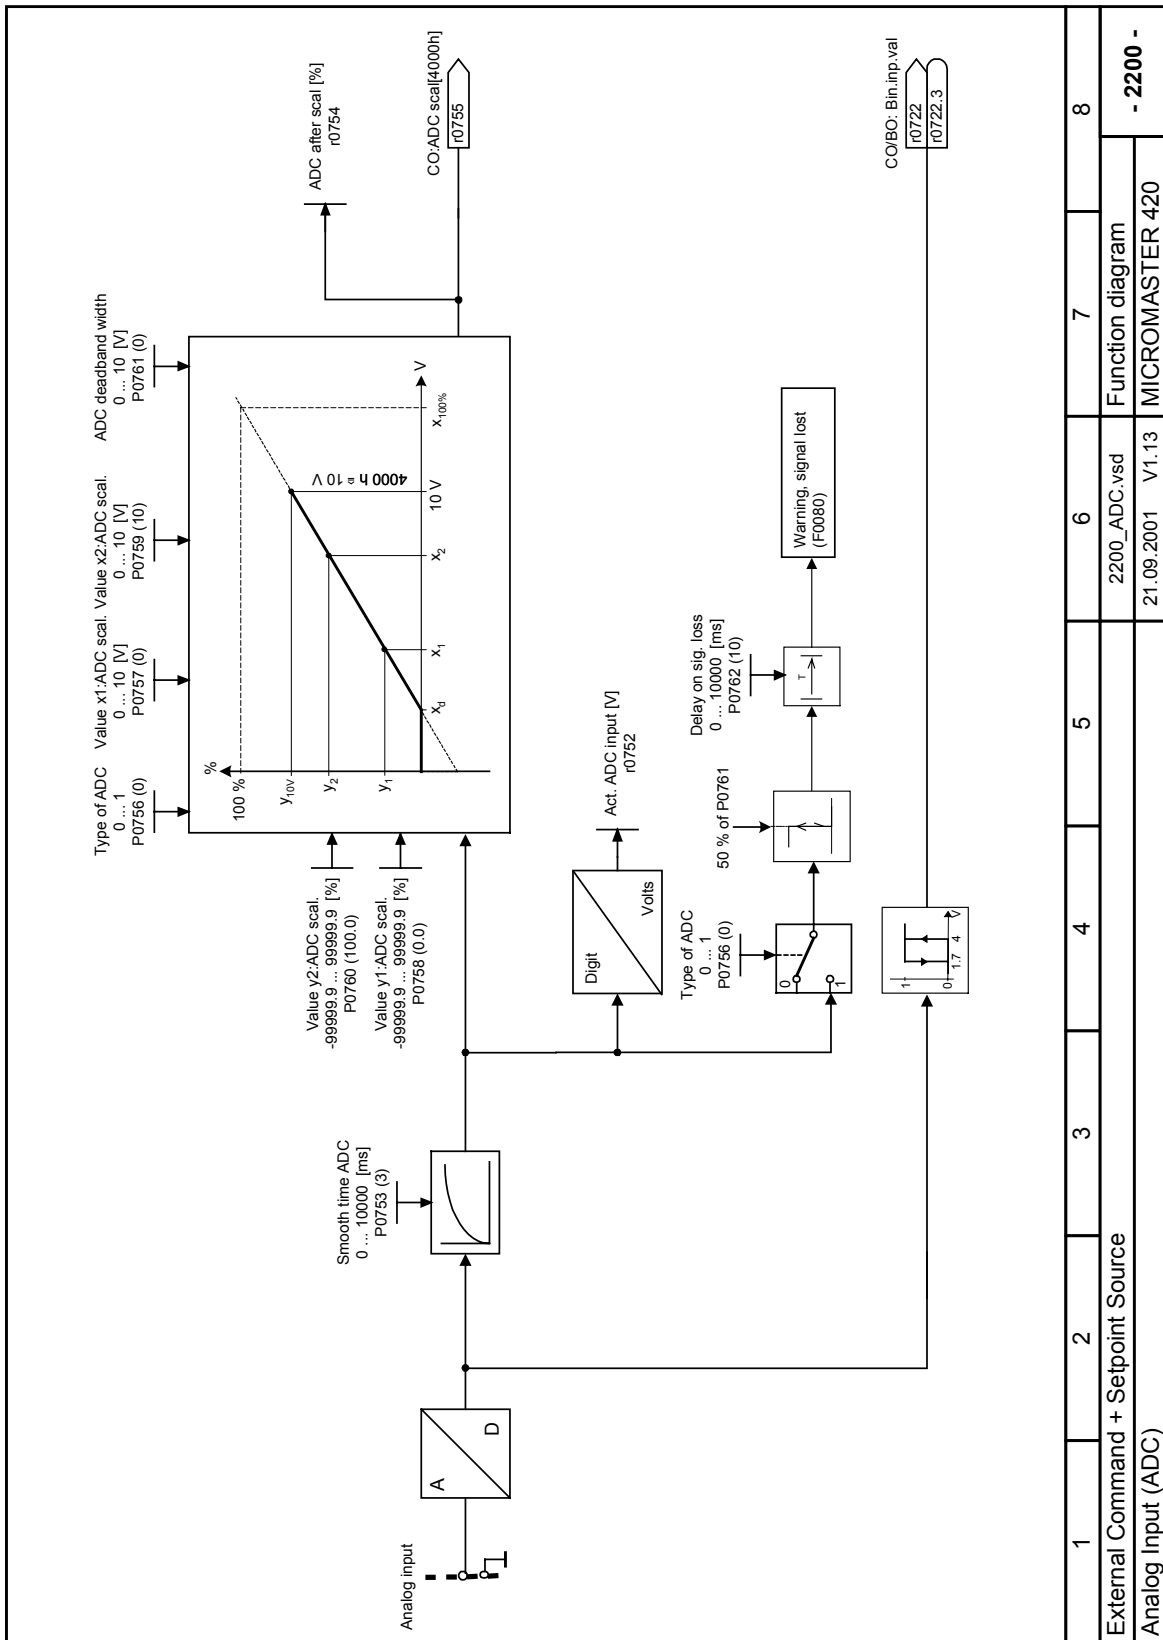 Analog input
A
D
Smooth time ADC
0 ... 10000 [ms]
P0753 (3)
Type of ADC
0 ... 1
P0756 (0)
Value x1:ADC scal.
0 ... 10 [V]
P0757 (0)
Value x2:ADC scal.
0 ... 10 [V]
P0759 (10)
ADC deadband width
0 ... 10 [V]
P0761 (0)
Value y2:ADC scal.
-99999.9 ... 99999.9 [%]
P0760 (100.0)
Value y1:ADC scal.
-99999.9 ... 99999.9 [%]
P0758 (0.0)
%
100 %
y10V
y2
y1
xd
x1
x2
10 V
x100%
V
4000 h ≙ 10 V
ADC after scal [%]
r0754
CO:ADC scal[4000h]
r0755
Digit
Volts
Act. ADC input [V]
r0752
Type of ADC
0 ... 1
P0756 (0)
0
1
50 % of P0761
Delay on sig. loss
0 ... 10000 [ms]
P0762 (10)
T
Warning, signal lost
(F0080)
1
0
1.7 4 V
CO/BO: Bin.inp.val
r0722
r0722.3
1 2 3 4 5 6 7 8
External Command + Setpoint Source
2200_ADC.vsd
Function diagram
- 2200 -
Analog Input (ADC)
21.09.2001 V1.13
MICROMASTER 420